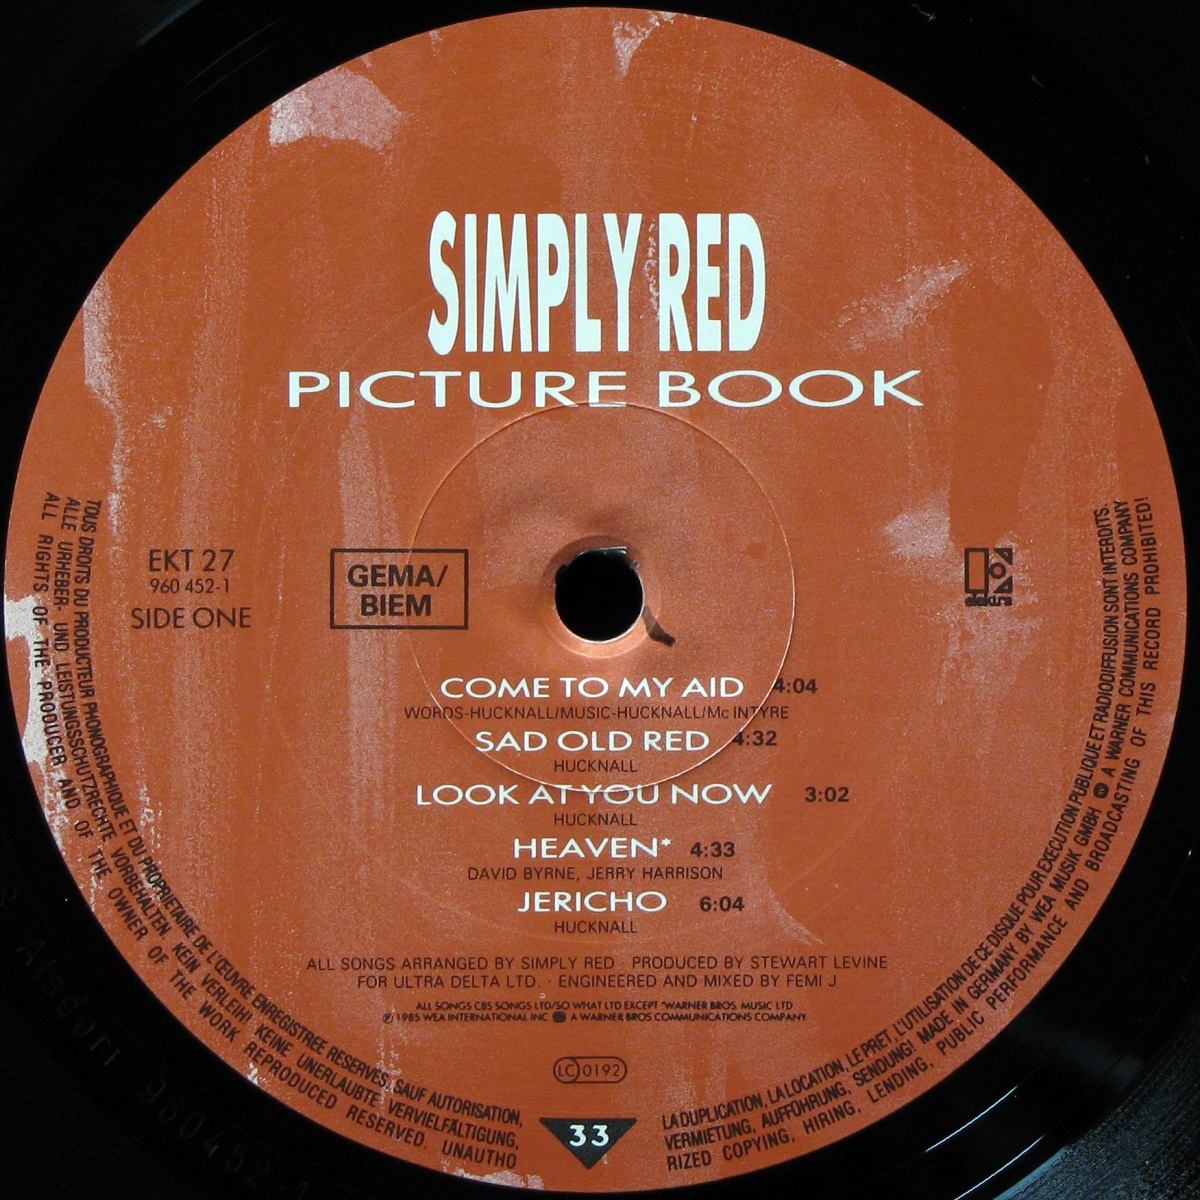 SIMPLY RED
PICTURE BOOK
EKT 27
960 452-1
SIDE ONE
GEMA/
BIEM
COME TO MY AID 4:04
WORDS-HUCKNALL/MUSIC-HUCKNALL/Mc INTYRE
SAD OLD RED 4:32
HUCKNALL
LOOK AT YOU NOW 3:02
HUCKNALL
HEAVEN* 4:33
DAVID BYRNE, JERRY HARRISON
JERICHO 6:04
HUCKNALL
ALL SONGS ARRANGED BY SIMPLY RED · PRODUCED BY STEWART LEVINE
FOR ULTRA DELTA LTD. · ENGINEERED AND MIXED BY FEMI J
ALL SONGS CBS SONGS LTD/SO WHAT LTD EXCEPT *WARNER BROS. MUSIC LTD
℗ 1985 WEA INTERNATIONAL INC A WARNER BROS COMMUNICATIONS COMPANY
LC 0192
33
TOUS DROITS DU PRODUCTEUR PHONOGRAPHIQUE ET DU PROPRIETAIRE DE L'ŒUVRE ENREGISTREE RESERVES. SAUF AUTORISATION,
ALLE URHEBER- UND LEISTUNGSSCHUTZRECHTE VORBEHALTEN KEIN VERLEIH! KEINE UNERLAUBTE VERVIELFÄLTIGUNG,
ALL RIGHTS OF THE PRODUCER AND OF THE OWNER OF THE WORK REPRODUCED RESERVED. UNAUTHO
LA DUPLICATION, LA LOCATION, LE PRET, L'UTILISATION DE CE DISQUE POUR EXECUTION PUBLIQUE ET RADIODIFFUSION SONT INTERDITS.
VERMIETUNG, AUFFÜHRUNG, SENDUNG! MADE IN GERMANY BY WEA MUSIK GMBH A WARNER COMMUNICATIONS COMPANY
RIZED COPYING, HIRING, LENDING, PUBLIC PERFORMANCE AND BROADCASTING OF THIS RECORD PROHIBITED!
Alsdorf 960452-1